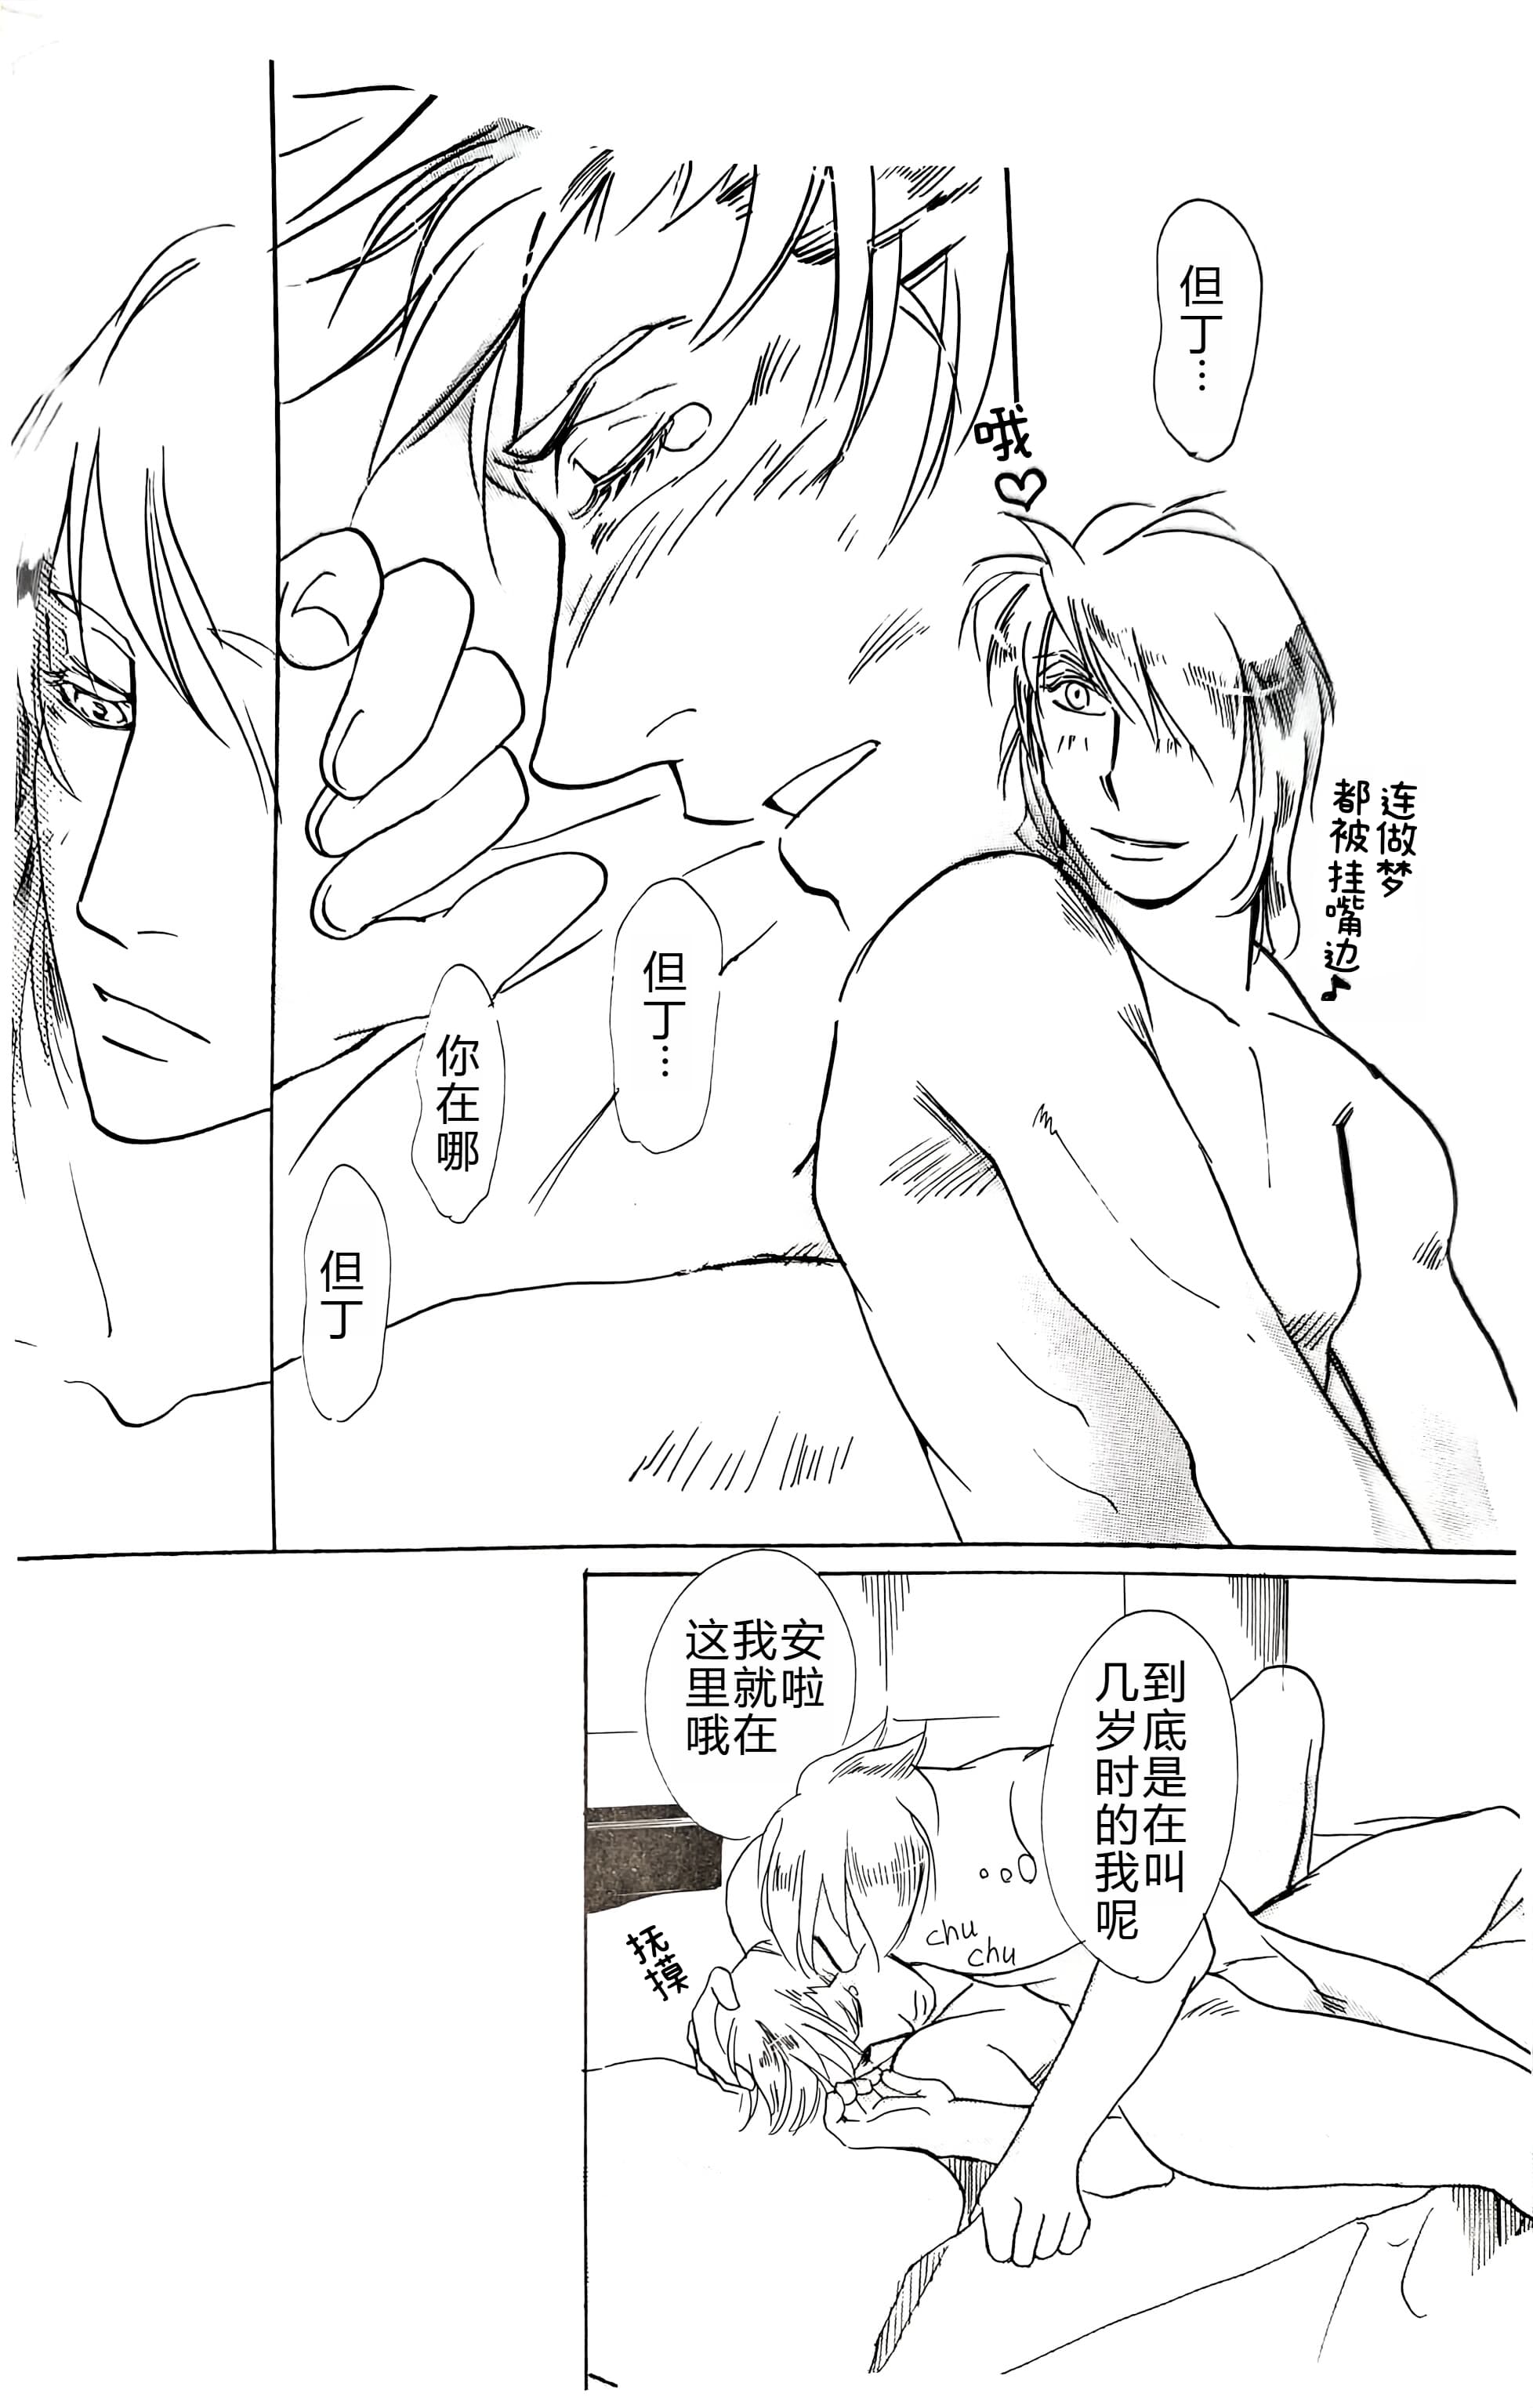 但丁…
哦♡
连做梦
都被挂嘴边♪
但丁…
你在哪
但丁
到底是在叫
几岁时的我呢
安啦
我就在
这里哦
chu
chu
抚摸